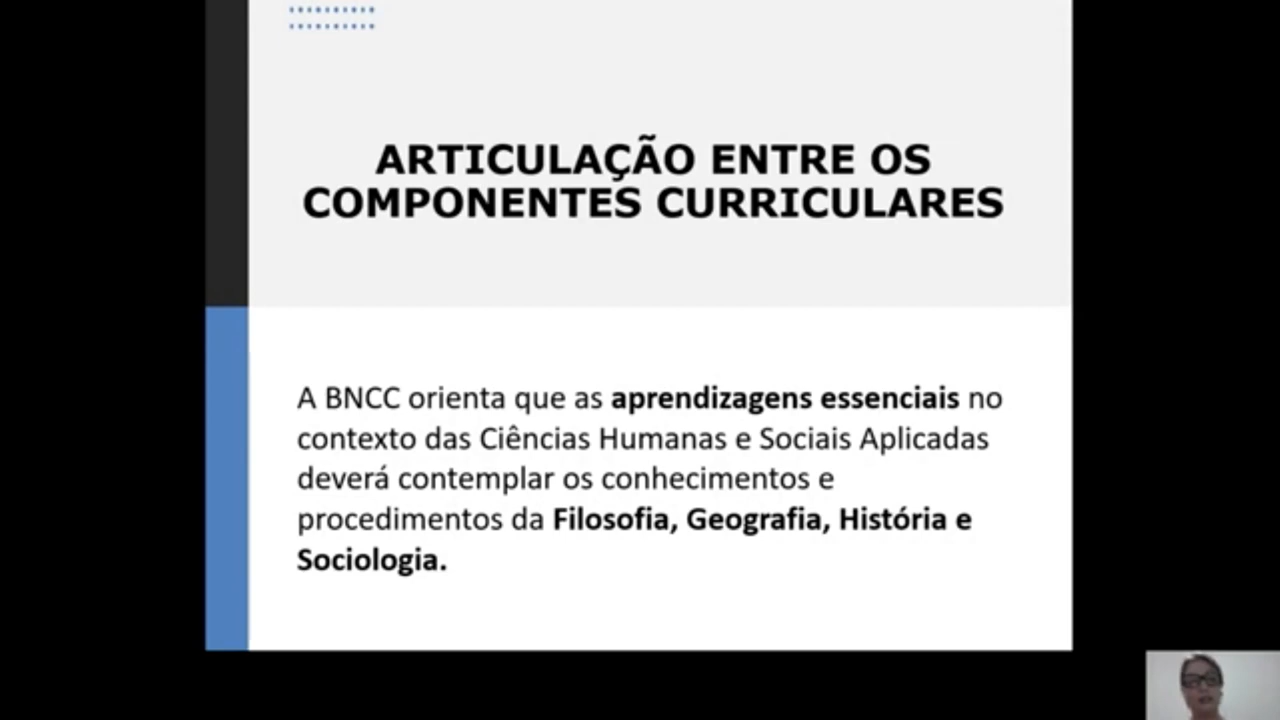 ARTICULAÇÃO ENTRE OS
COMPONENTES CURRICULARES
A BNCC orienta que as aprendizagens essenciais no
contexto das Ciências Humanas e Sociais Aplicadas
deverá contemplar os conhecimentos e
procedimentos da Filosofia, Geografia, História e
Sociologia.